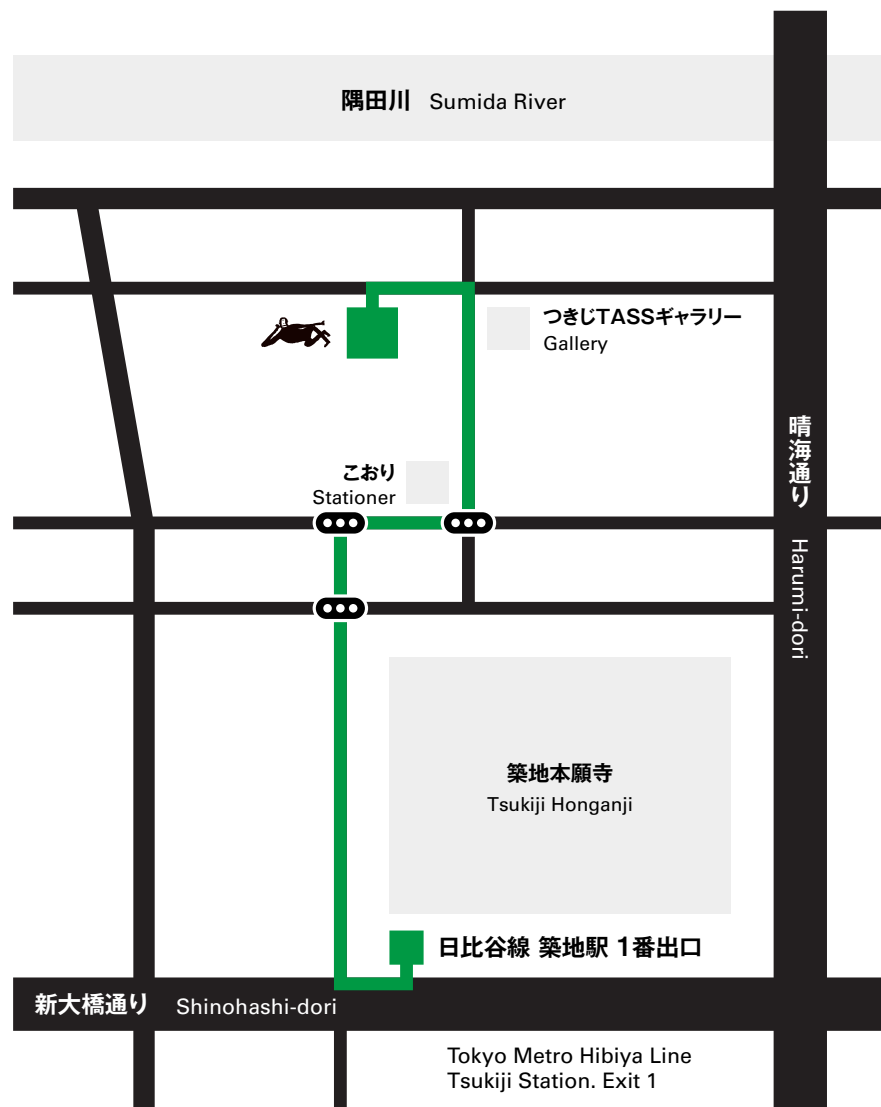 隅田川 Sumida River
つきじTASSギャラリー
Gallery
こおり
Stationer
晴海通り Harumi-dori
築地本願寺
Tsukiji Honganji
日比谷線 築地駅 1番出口
新大橋通り Shinohashi-dori
Tokyo Metro Hibiya Line
Tsukiji Station. Exit 1